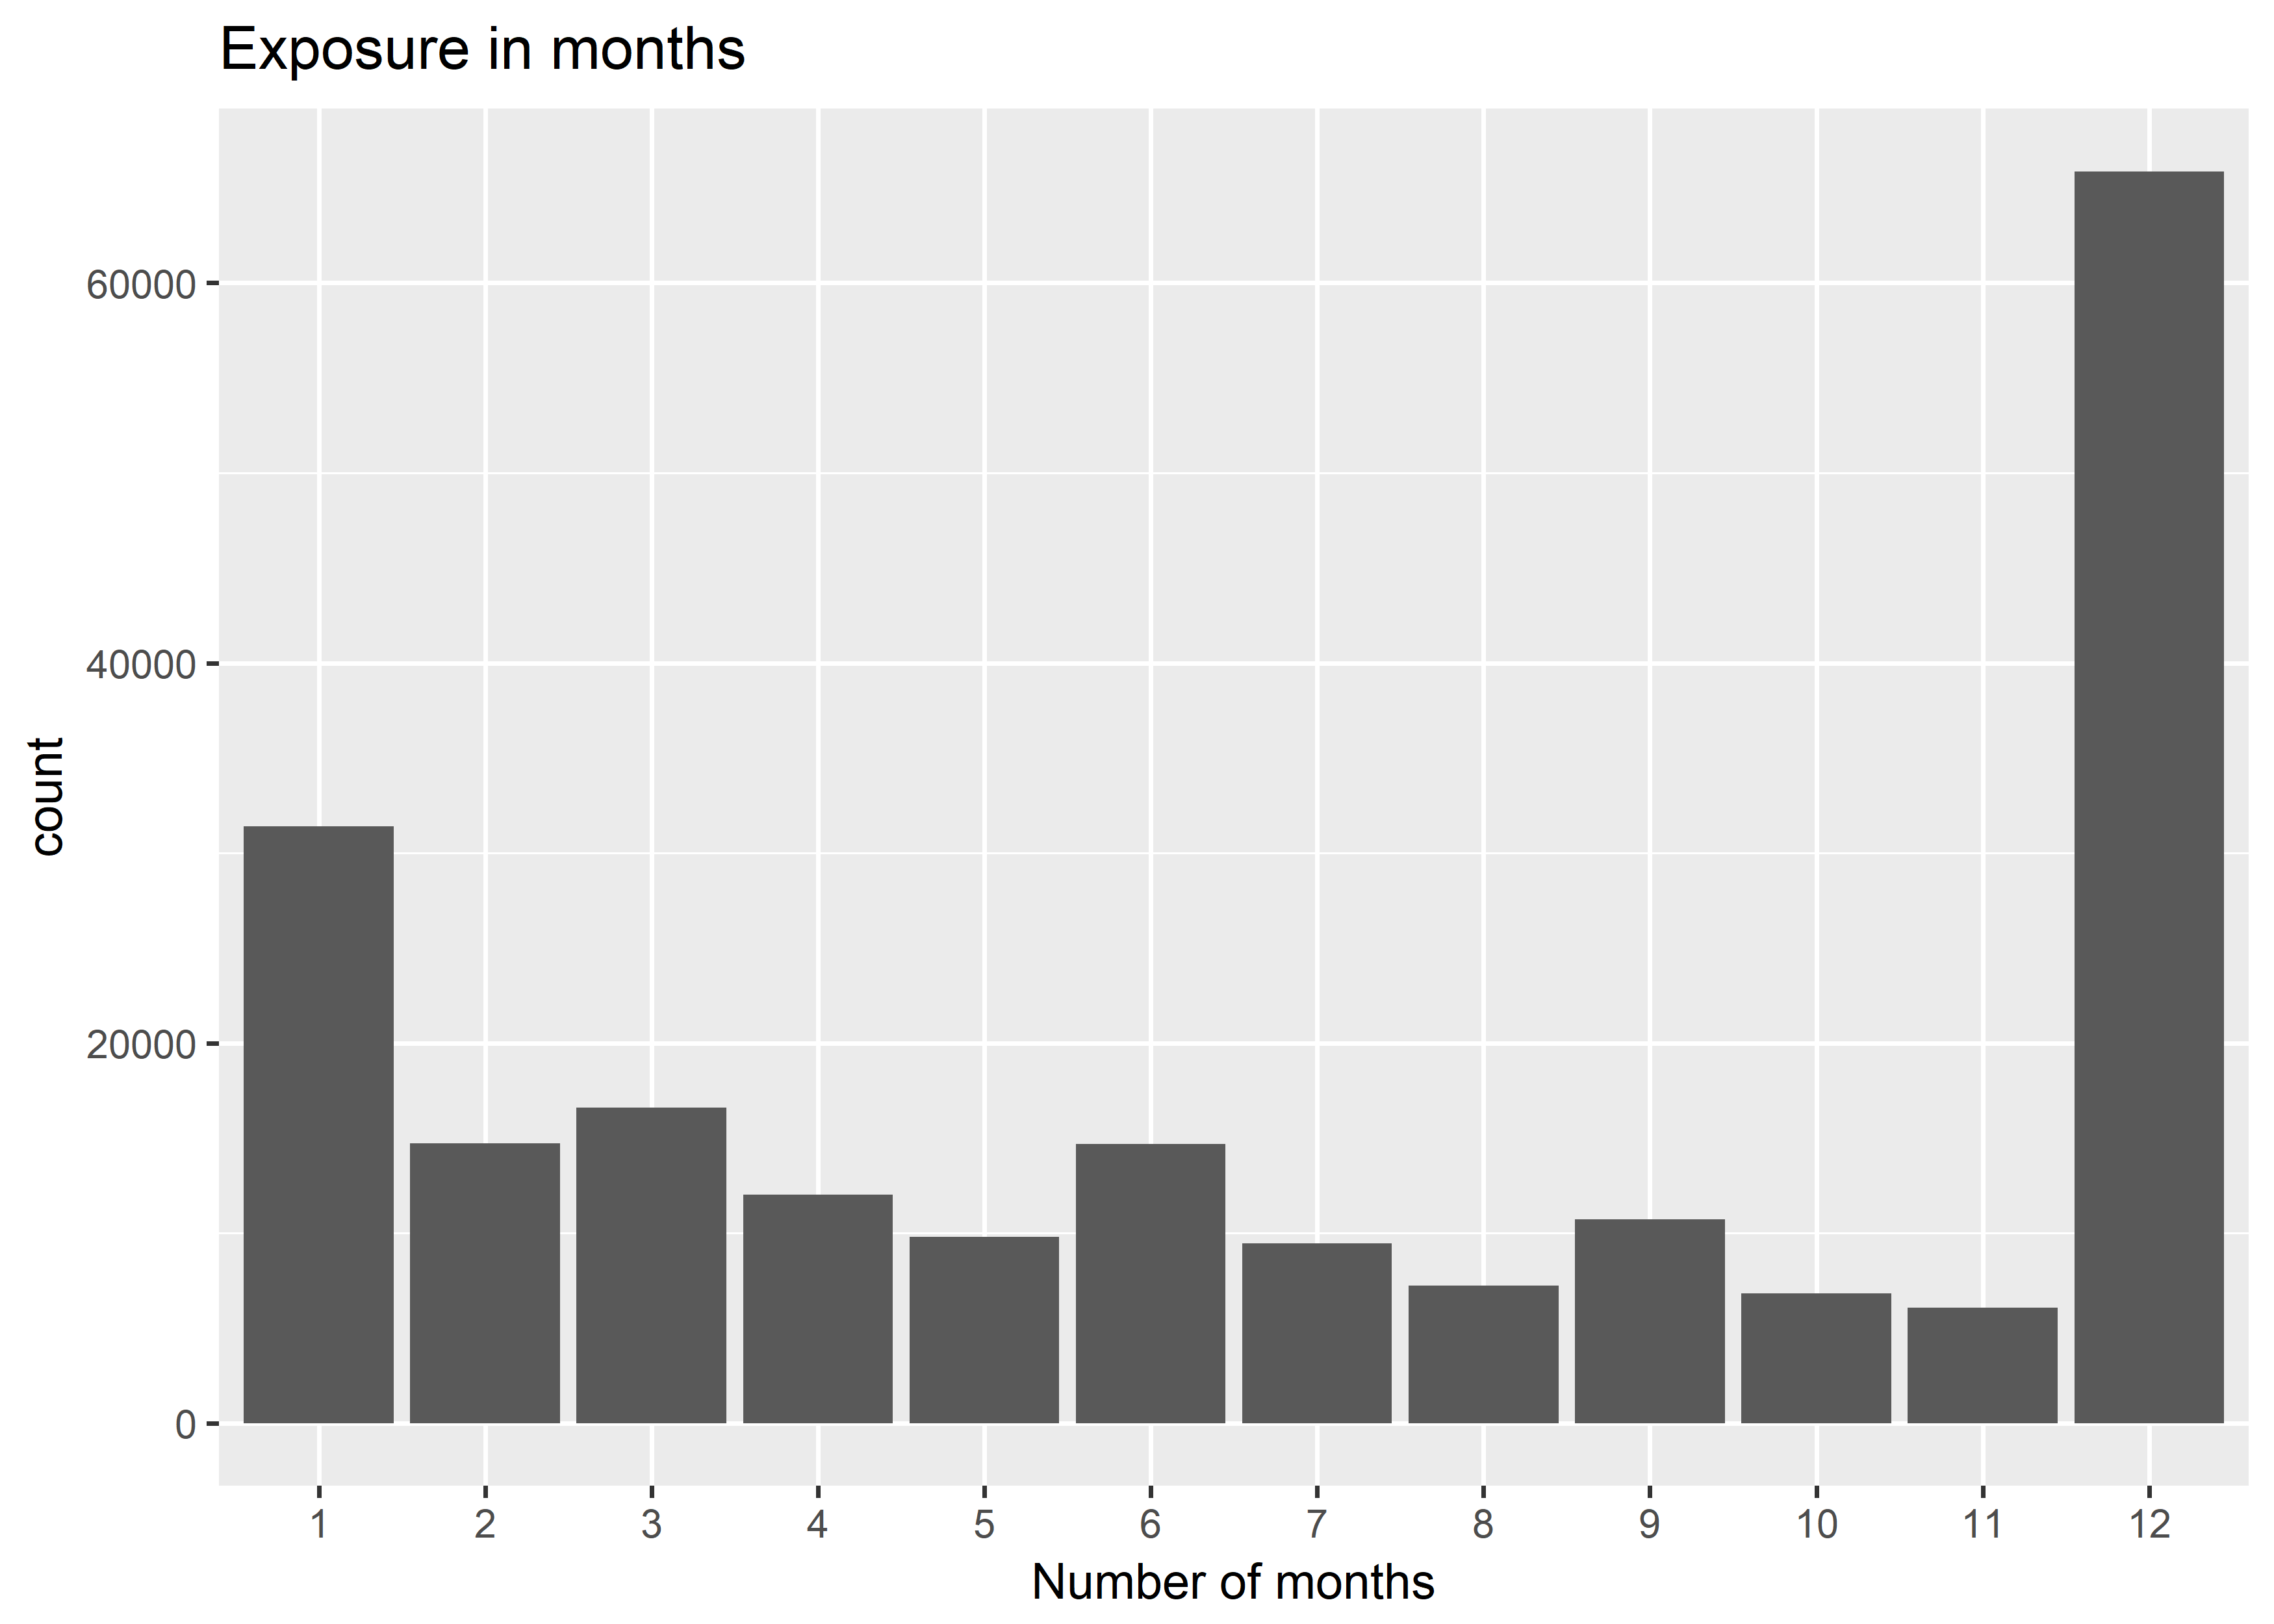 Exposure in months
count
60000
40000
20000
0
1 2 3 4 5 6 7 8 9 10 11 12
Number of months